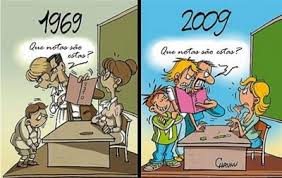 1969
Que notas são
estas?
2009
Que notas são estas?